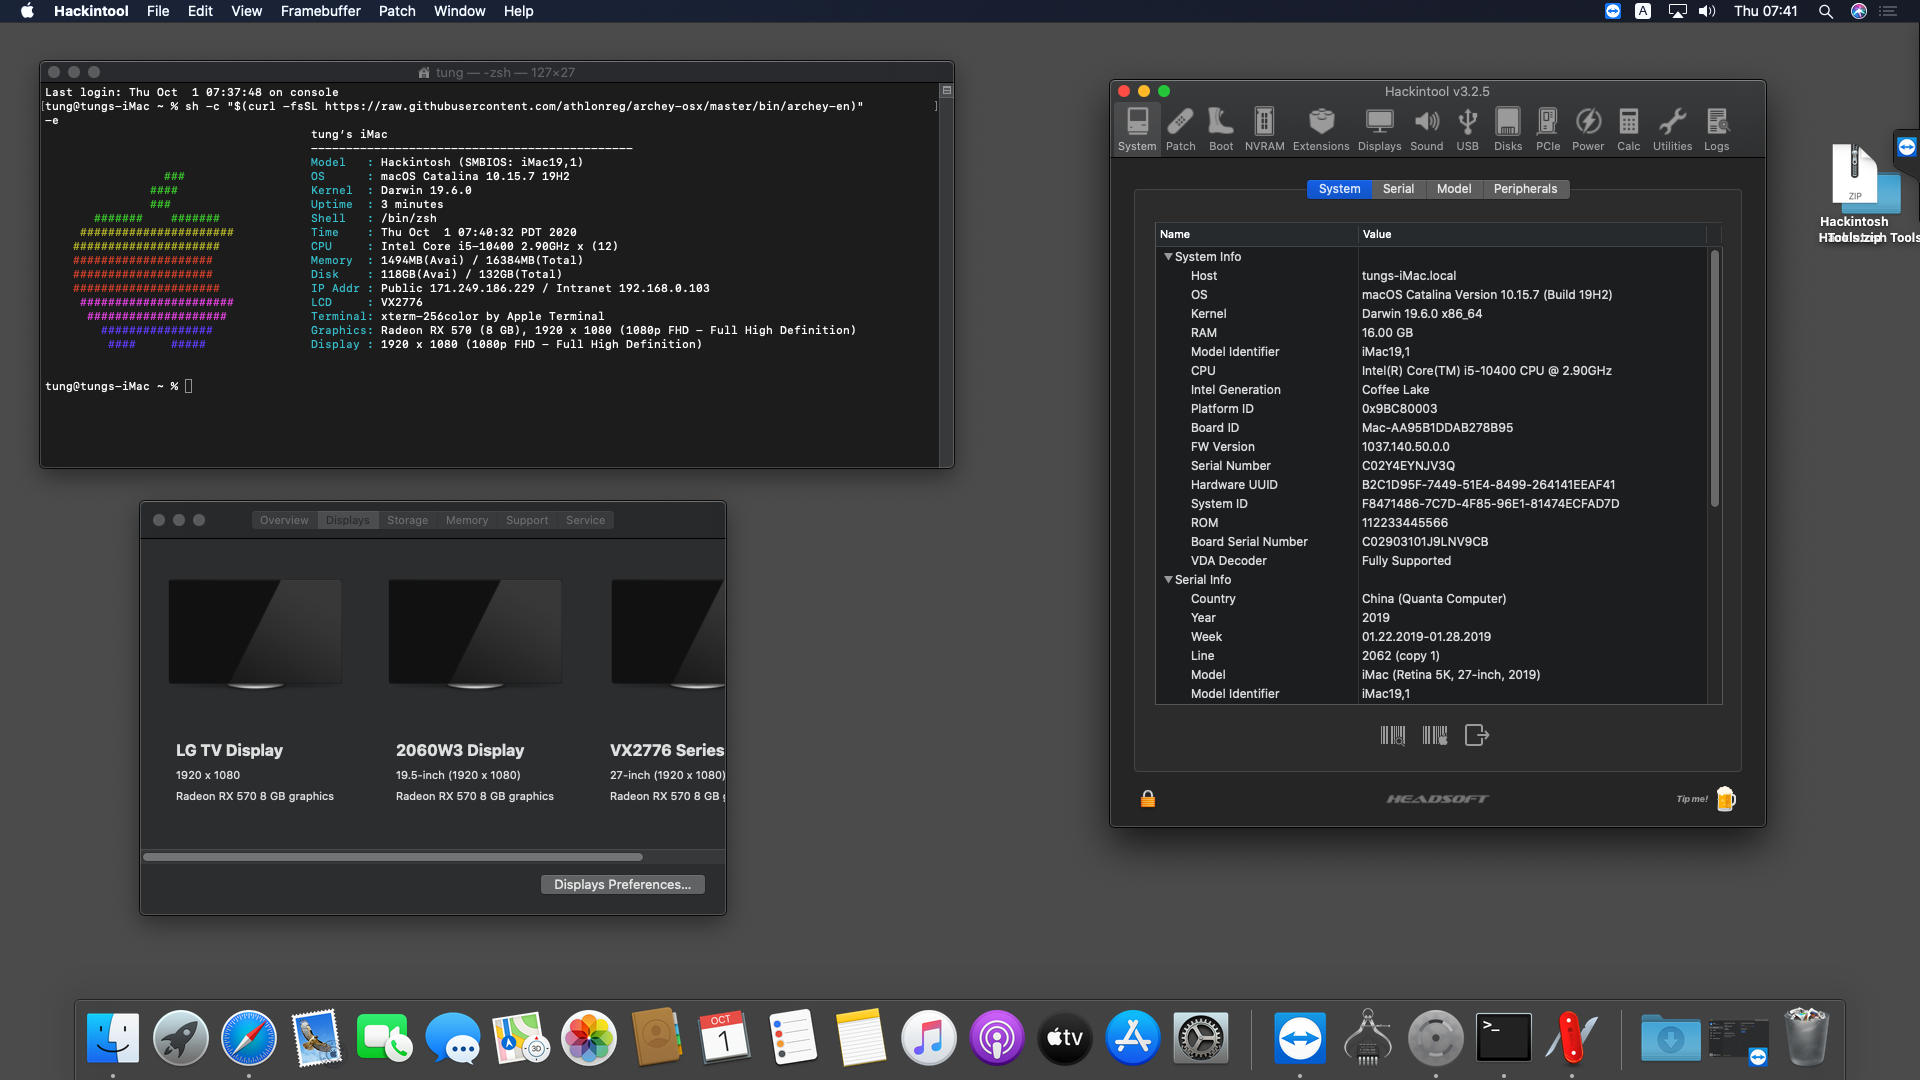 Hackintool File Edit View Framebuffer Patch Window Help
A Thu 07:41
tung — -zsh — 127×27
Last login: Thu Oct  1 07:37:48 on console
[tung@tungs-iMac ~ % sh -c "$(curl -fsSL https://raw.githubusercontent.com/athlonreg/archey-osx/master/bin/archey-en)" ]
-e
tung's iMac
----------------------------------------------
Model : Hackintosh (SMBIOS: iMac19,1)
### OS : macOS Catalina 10.15.7 19H2
#### Kernel : Darwin 19.6.0
### Uptime : 3 minutes
####### ####### Shell : /bin/zsh
###################### Time : Thu Oct  1 07:40:32 PDT 2020
##################### CPU : Intel Core i5-10400 2.90GHz x (12)
#################### Memory : 1494MB(Avai) / 16384MB(Total)
#################### Disk : 118GB(Avai) / 132GB(Total)
##################### IP Addr : Public 171.249.186.229 / Intranet 192.168.0.103
###################### LCD : VX2776
#################### Terminal: xterm-256color by Apple Terminal
################ Graphics: Radeon RX 570 (8 GB), 1920 x 1080 (1080p FHD - Full High Definition)
#### ##### Display : 1920 x 1080 (1080p FHD - Full High Definition)
tung@tungs-iMac ~ %
Overview Displays Storage Memory Support Service
LG TV Display
1920 x 1080
Radeon RX 570 8 GB graphics
2060W3 Display
19.5-inch (1920 x 1080)
Radeon RX 570 8 GB graphics
VX2776 Series
27-inch (1920 x 1080)
Radeon RX 570 8 GB
Displays Preferences...
Hackintool v3.2.5
System Patch Boot NVRAM Extensions Displays Sound USB Disks PCIe Power Calc Utilities Logs
System Serial Model Peripherals
Name Value
System Info
Host tungs-iMac.local
OS macOS Catalina Version 10.15.7 (Build 19H2)
Kernel Darwin 19.6.0 x86_64
RAM 16.00 GB
Model Identifier iMac19,1
CPU Intel(R) Core(TM) i5-10400 CPU @ 2.90GHz
Intel Generation Coffee Lake
Platform ID 0x9BC80003
Board ID Mac-AA95B1DDAB278B95
FW Version 1037.140.50.0.0
Serial Number C02Y4EYNJV3Q
Hardware UUID B2C1D95F-7449-51E4-8499-264141EEAF41
System ID F8471486-7C7D-4F85-96E1-81474ECFAD7D
ROM 112233445566
Board Serial Number C02903101J9LNV9CB
VDA Decoder Fully Supported
Serial Info
Country China (Quanta Computer)
Year 2019
Week 01.22.2019-01.28.2019
Line 2062 (copy 1)
Model iMac (Retina 5K, 27-inch, 2019)
Model Identifier iMac19,1
HEADSOFT
Tip me!
ZIP
Hackintosh
Tools
OCT
1
3D
tv
>_